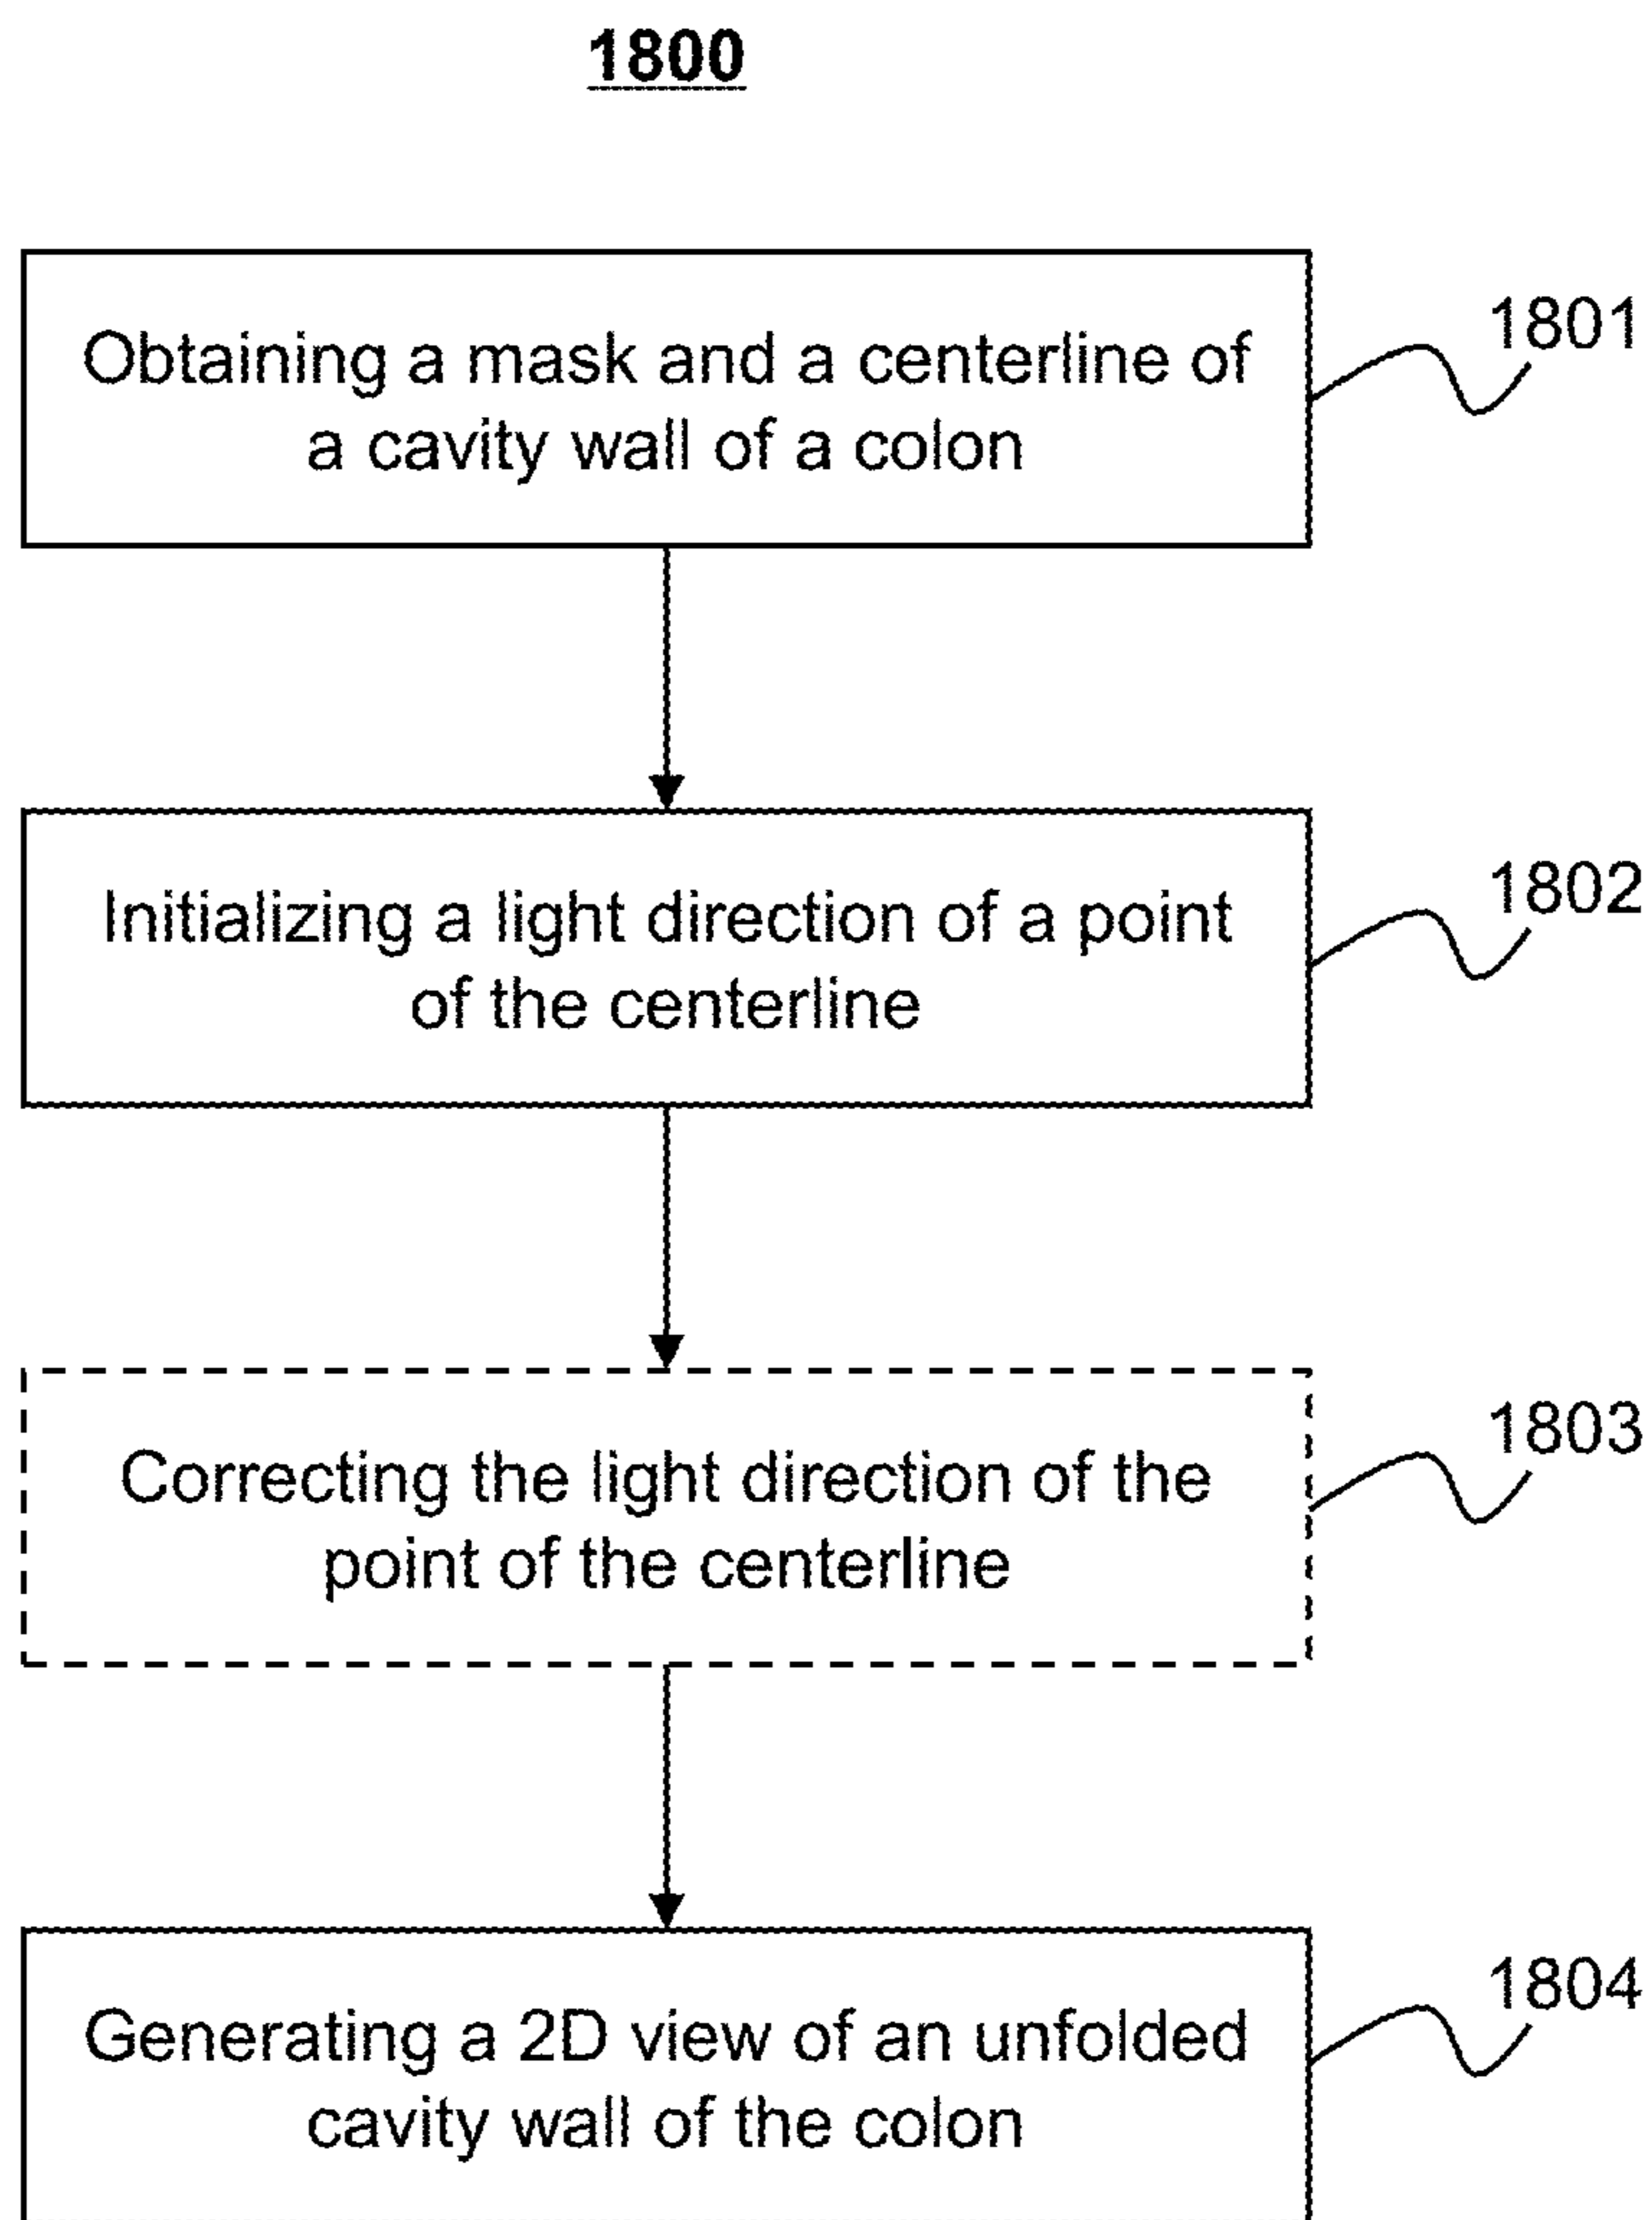 1800
Obtaining a mask and a centerline of
a cavity wall of a colon
1801
Initializing a light direction of a point
of the centerline
1802
Correcting the light direction of the
point of the centerline
1803
Generating a 2D view of an unfolded
cavity wall of the colon
1804